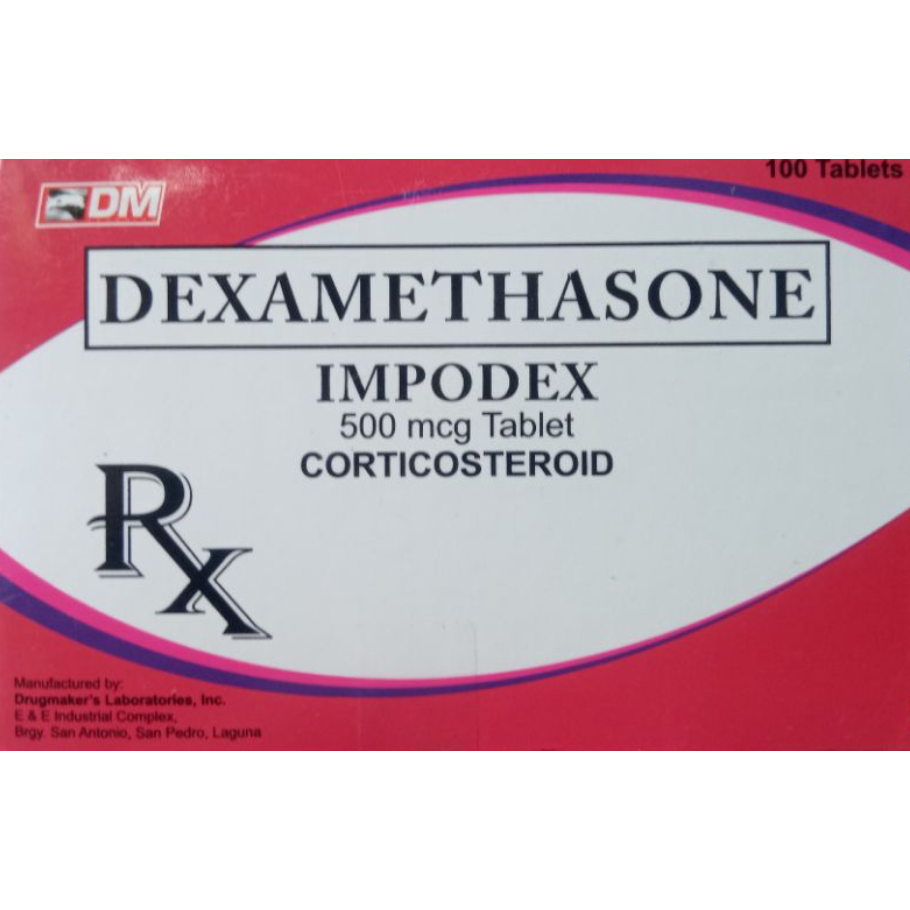 100 Tablets
DM
DEXAMETHASONE
IMPODEX
500 mcg Tablet
CORTICOSTEROID
Rx
Manufactured by:
Drugmaker's Laboratories, Inc.
E & E Industrial Complex,
Brgy. San Antonio, San Pedro, Laguna